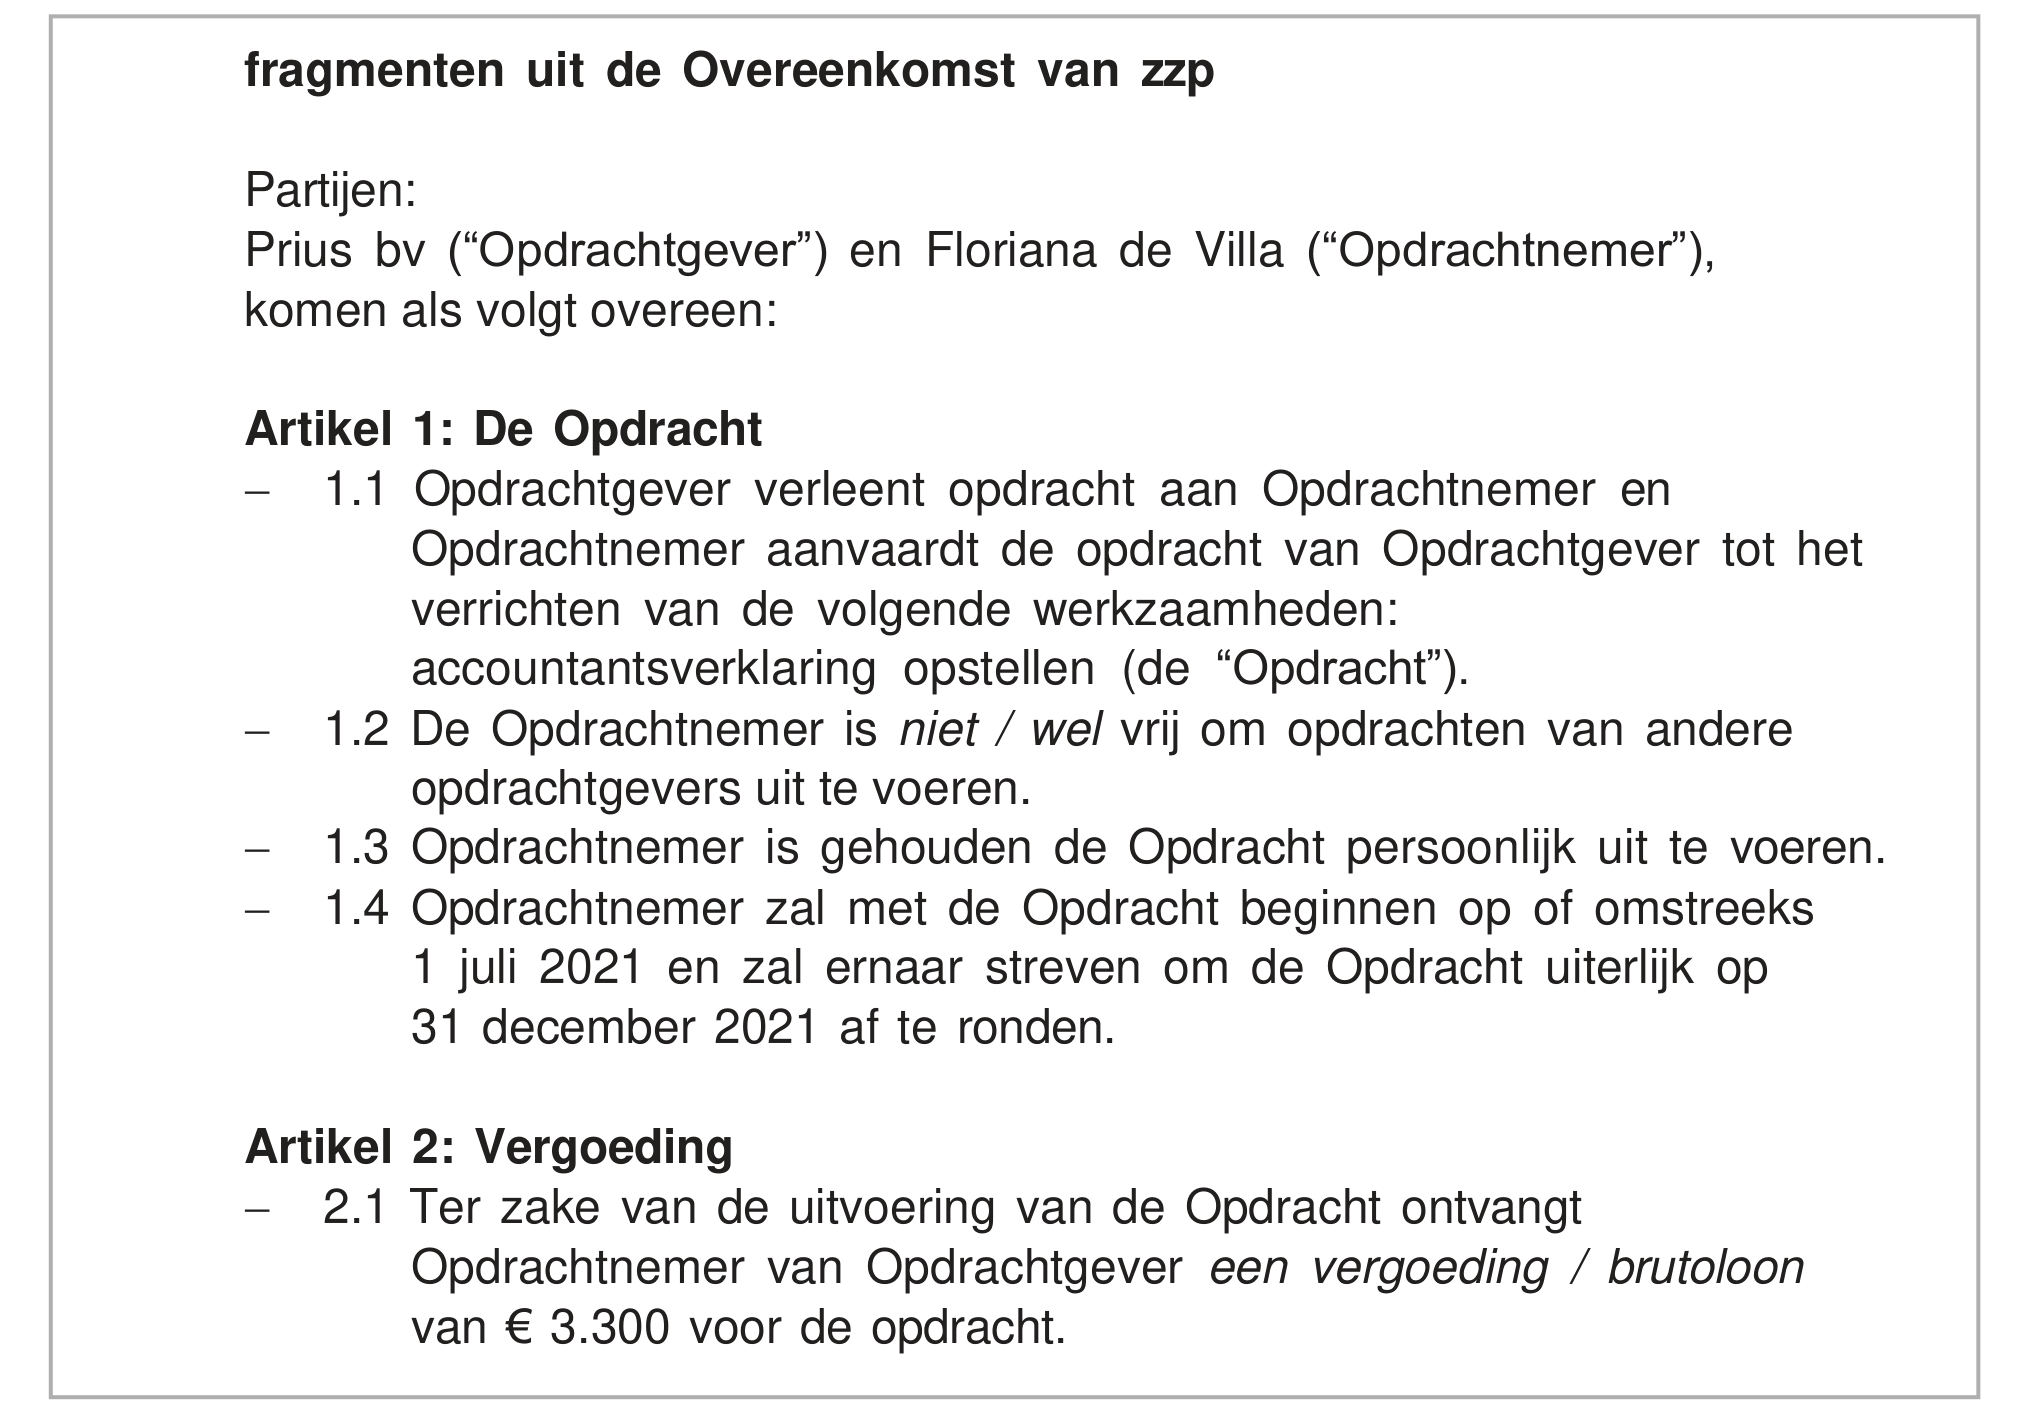 fragmenten uit de Overeenkomst van zzp
Partijen:
Prius bv (“Opdrachtgever”) en Floriana de Villa (“Opdrachtnemer”),
komen als volgt overeen:
Artikel 1: De Opdracht
– 1.1 Opdrachtgever verleent opdracht aan Opdrachtnemer en
Opdrachtnemer aanvaardt de opdracht van Opdrachtgever tot het
verrichten van de volgende werkzaamheden:
accountantsverklaring opstellen (de “Opdracht”).
– 1.2 De Opdrachtnemer is niet / wel vrij om opdrachten van andere
opdrachtgevers uit te voeren.
– 1.3 Opdrachtnemer is gehouden de Opdracht persoonlijk uit te voeren.
– 1.4 Opdrachtnemer zal met de Opdracht beginnen op of omstreeks
1 juli 2021 en zal ernaar streven om de Opdracht uiterlijk op
31 december 2021 af te ronden.
Artikel 2: Vergoeding
– 2.1 Ter zake van de uitvoering van de Opdracht ontvangt
Opdrachtnemer van Opdrachtgever een vergoeding / brutoloon
van € 3.300 voor de opdracht.